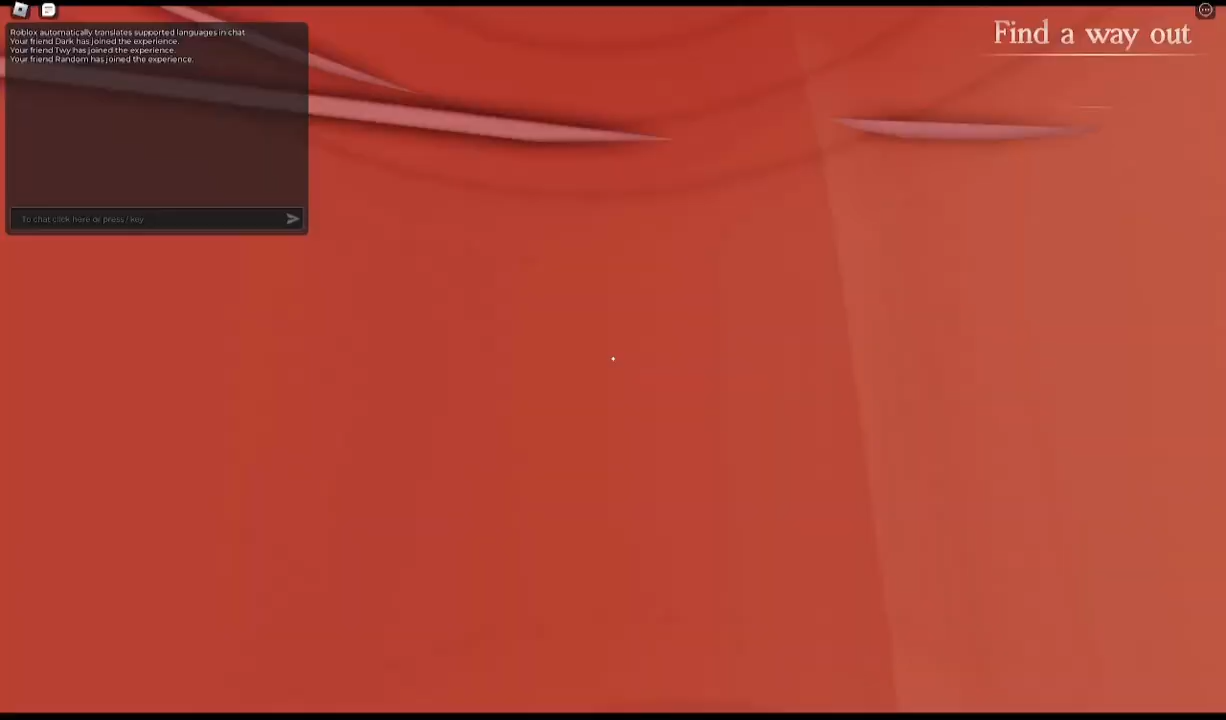 Roblox automatically translates supported languages in chat
Your friend Dark has joined the experience.
Your friend Twy has joined the experience.
Your friend Random has joined the experience.
To chat click here or press / key
Find a way out